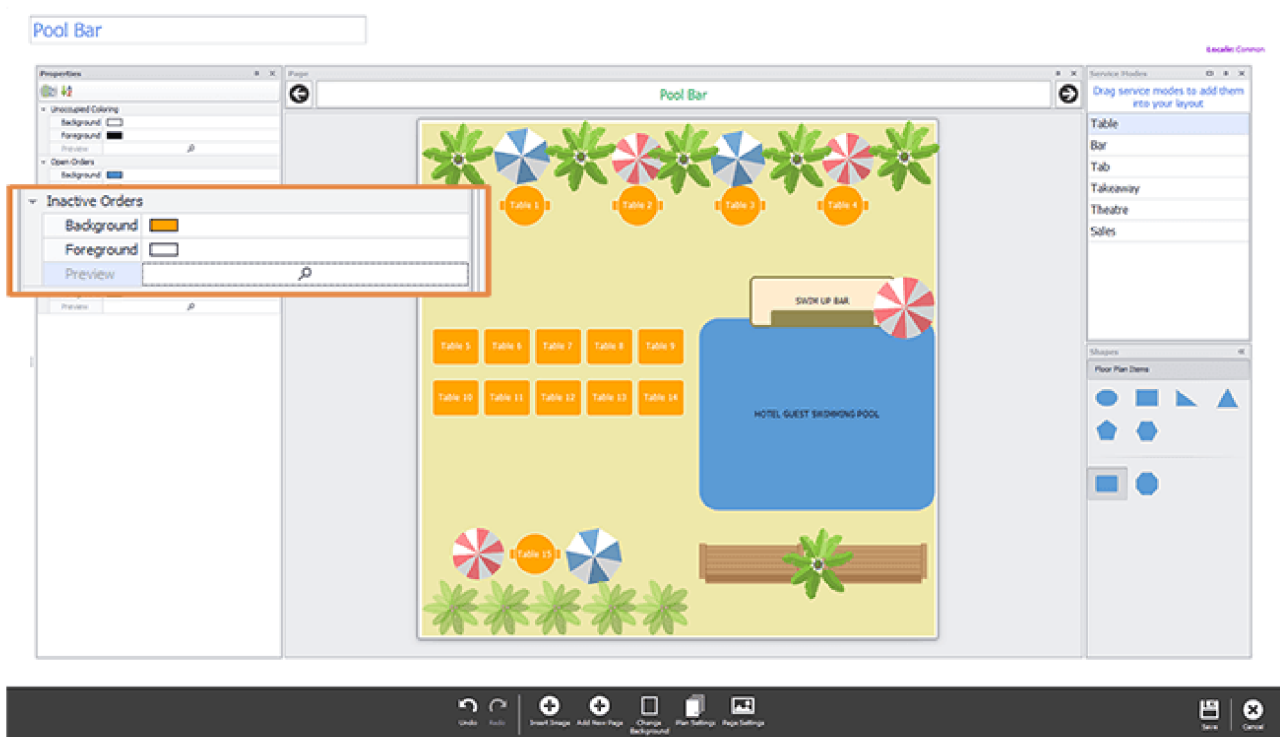 Pool Bar
Locale: Common
Properties
Page
Service Modes
Unoccupied Coloring
Background
Foreground
Preview
Open Orders
Background
Inactive Orders
Background
Foreground
Preview
Preview
Pool Bar
Table 1
Table 2
Table 3
Table 4
SWIM UP BAR
Table 5
Table 6
Table 7
Table 8
Table 9
Table 10
Table 11
Table 12
Table 13
Table 14
HOTEL GUEST SWIMMING POOL
Table 15
Drag service modes to add them
into your layout
Table
Bar
Tab
Takeaway
Theatre
Sales
Shapes
Floor Plan Items
Undo
Redo
Insert Image
Add New Page
Change
Background
Plan Settings
Page Settings
Save
Cancel